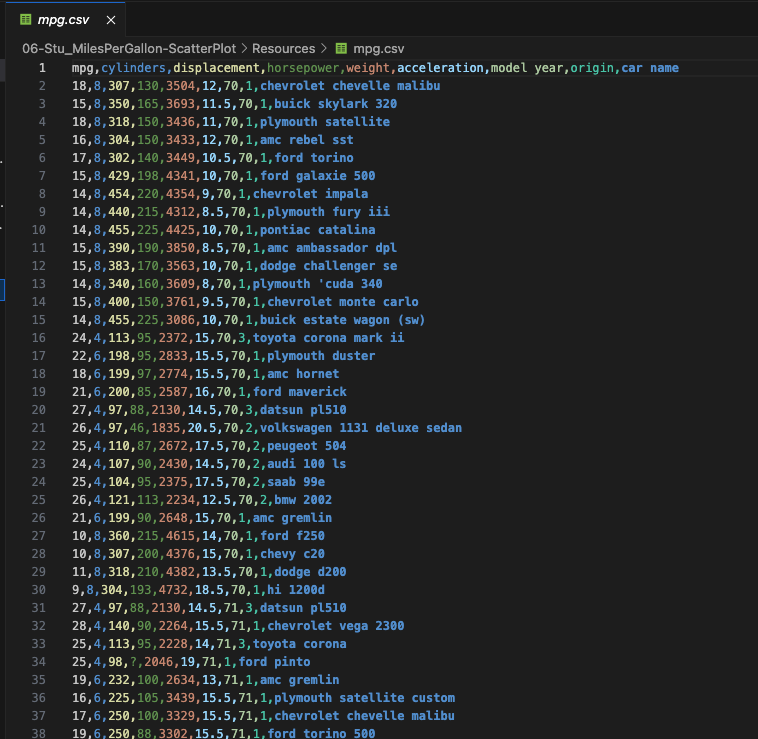 mpg.csv ×
06-Stu_MilesPerGallon-ScatterPlot > Resources > mpg.csv
1 mpg,cylinders,displacement,horsepower,weight,acceleration,model year,origin,car name
2 18,8,307,130,3504,12,70,1,chevrolet chevelle malibu
3 15,8,350,165,3693,11.5,70,1,buick skylark 320
4 18,8,318,150,3436,11,70,1,plymouth satellite
5 16,8,304,150,3433,12,70,1,amc rebel sst
6 17,8,302,140,3449,10.5,70,1,ford torino
7 15,8,429,198,4341,10,70,1,ford galaxie 500
8 14,8,454,220,4354,9,70,1,chevrolet impala
9 14,8,440,215,4312,8.5,70,1,plymouth fury iii
10 14,8,455,225,4425,10,70,1,pontiac catalina
11 15,8,390,190,3850,8.5,70,1,amc ambassador dpl
12 15,8,383,170,3563,10,70,1,dodge challenger se
13 14,8,340,160,3609,8,70,1,plymouth 'cuda 340
14 15,8,400,150,3761,9.5,70,1,chevrolet monte carlo
15 14,8,455,225,3086,10,70,1,buick estate wagon (sw)
16 24,4,113,95,2372,15,70,3,toyota corona mark ii
17 22,6,198,95,2833,15.5,70,1,plymouth duster
18 18,6,199,97,2774,15.5,70,1,amc hornet
19 21,6,200,85,2587,16,70,1,ford maverick
20 27,4,97,88,2130,14.5,70,3,datsun pl510
21 26,4,97,46,1835,20.5,70,2,volkswagen 1131 deluxe sedan
22 25,4,110,87,2672,17.5,70,2,peugeot 504
23 24,4,107,90,2430,14.5,70,2,audi 100 ls
24 25,4,104,95,2375,17.5,70,2,saab 99e
25 26,4,121,113,2234,12.5,70,2,bmw 2002
26 21,6,199,90,2648,15,70,1,amc gremlin
27 10,8,360,215,4615,14,70,1,ford f250
28 10,8,307,200,4376,15,70,1,chevy c20
29 11,8,318,210,4382,13.5,70,1,dodge d200
30 9,8,304,193,4732,18.5,70,1,hi 1200d
31 27,4,97,88,2130,14.5,71,3,datsun pl510
32 28,4,140,90,2264,15.5,71,1,chevrolet vega 2300
33 25,4,113,95,2228,14,71,3,toyota corona
34 25,4,98,?,2046,19,71,1,ford pinto
35 19,6,232,100,2634,13,71,1,amc gremlin
36 16,6,225,105,3439,15.5,71,1,plymouth satellite custom
37 17,6,250,100,3329,15.5,71,1,chevrolet chevelle malibu
38 19,6,250,88,3302,15.5,71,1,ford torino 500